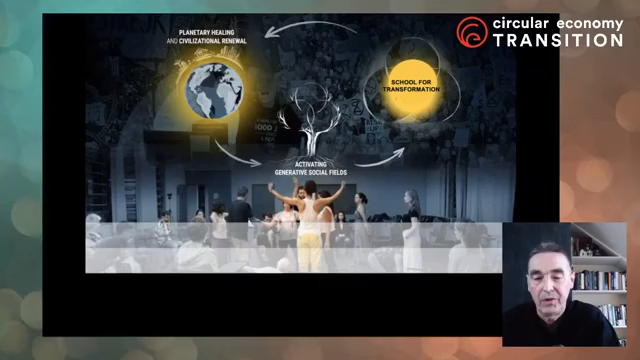 circular economy
TRANSITION
PLANETARY HEALING
AND CIVILIZATIONAL RENEWAL
SCHOOL FOR
TRANSFORMATION
ACTIVATING
GENERATIVE SOCIAL FIELDS